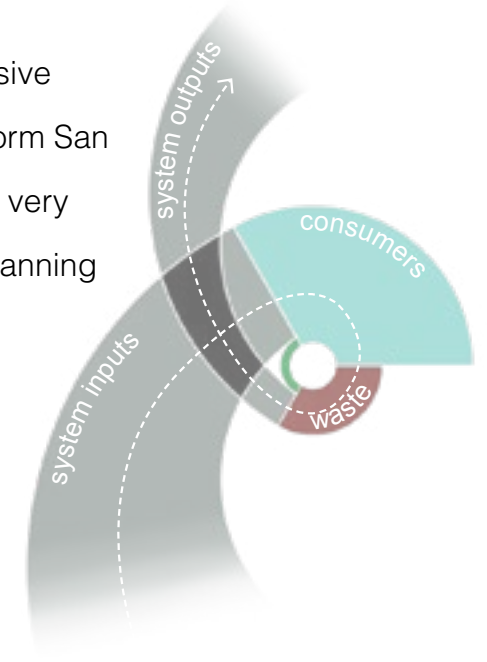 sive
orm San
very
anning
system outputs
consumers
system inputs
waste